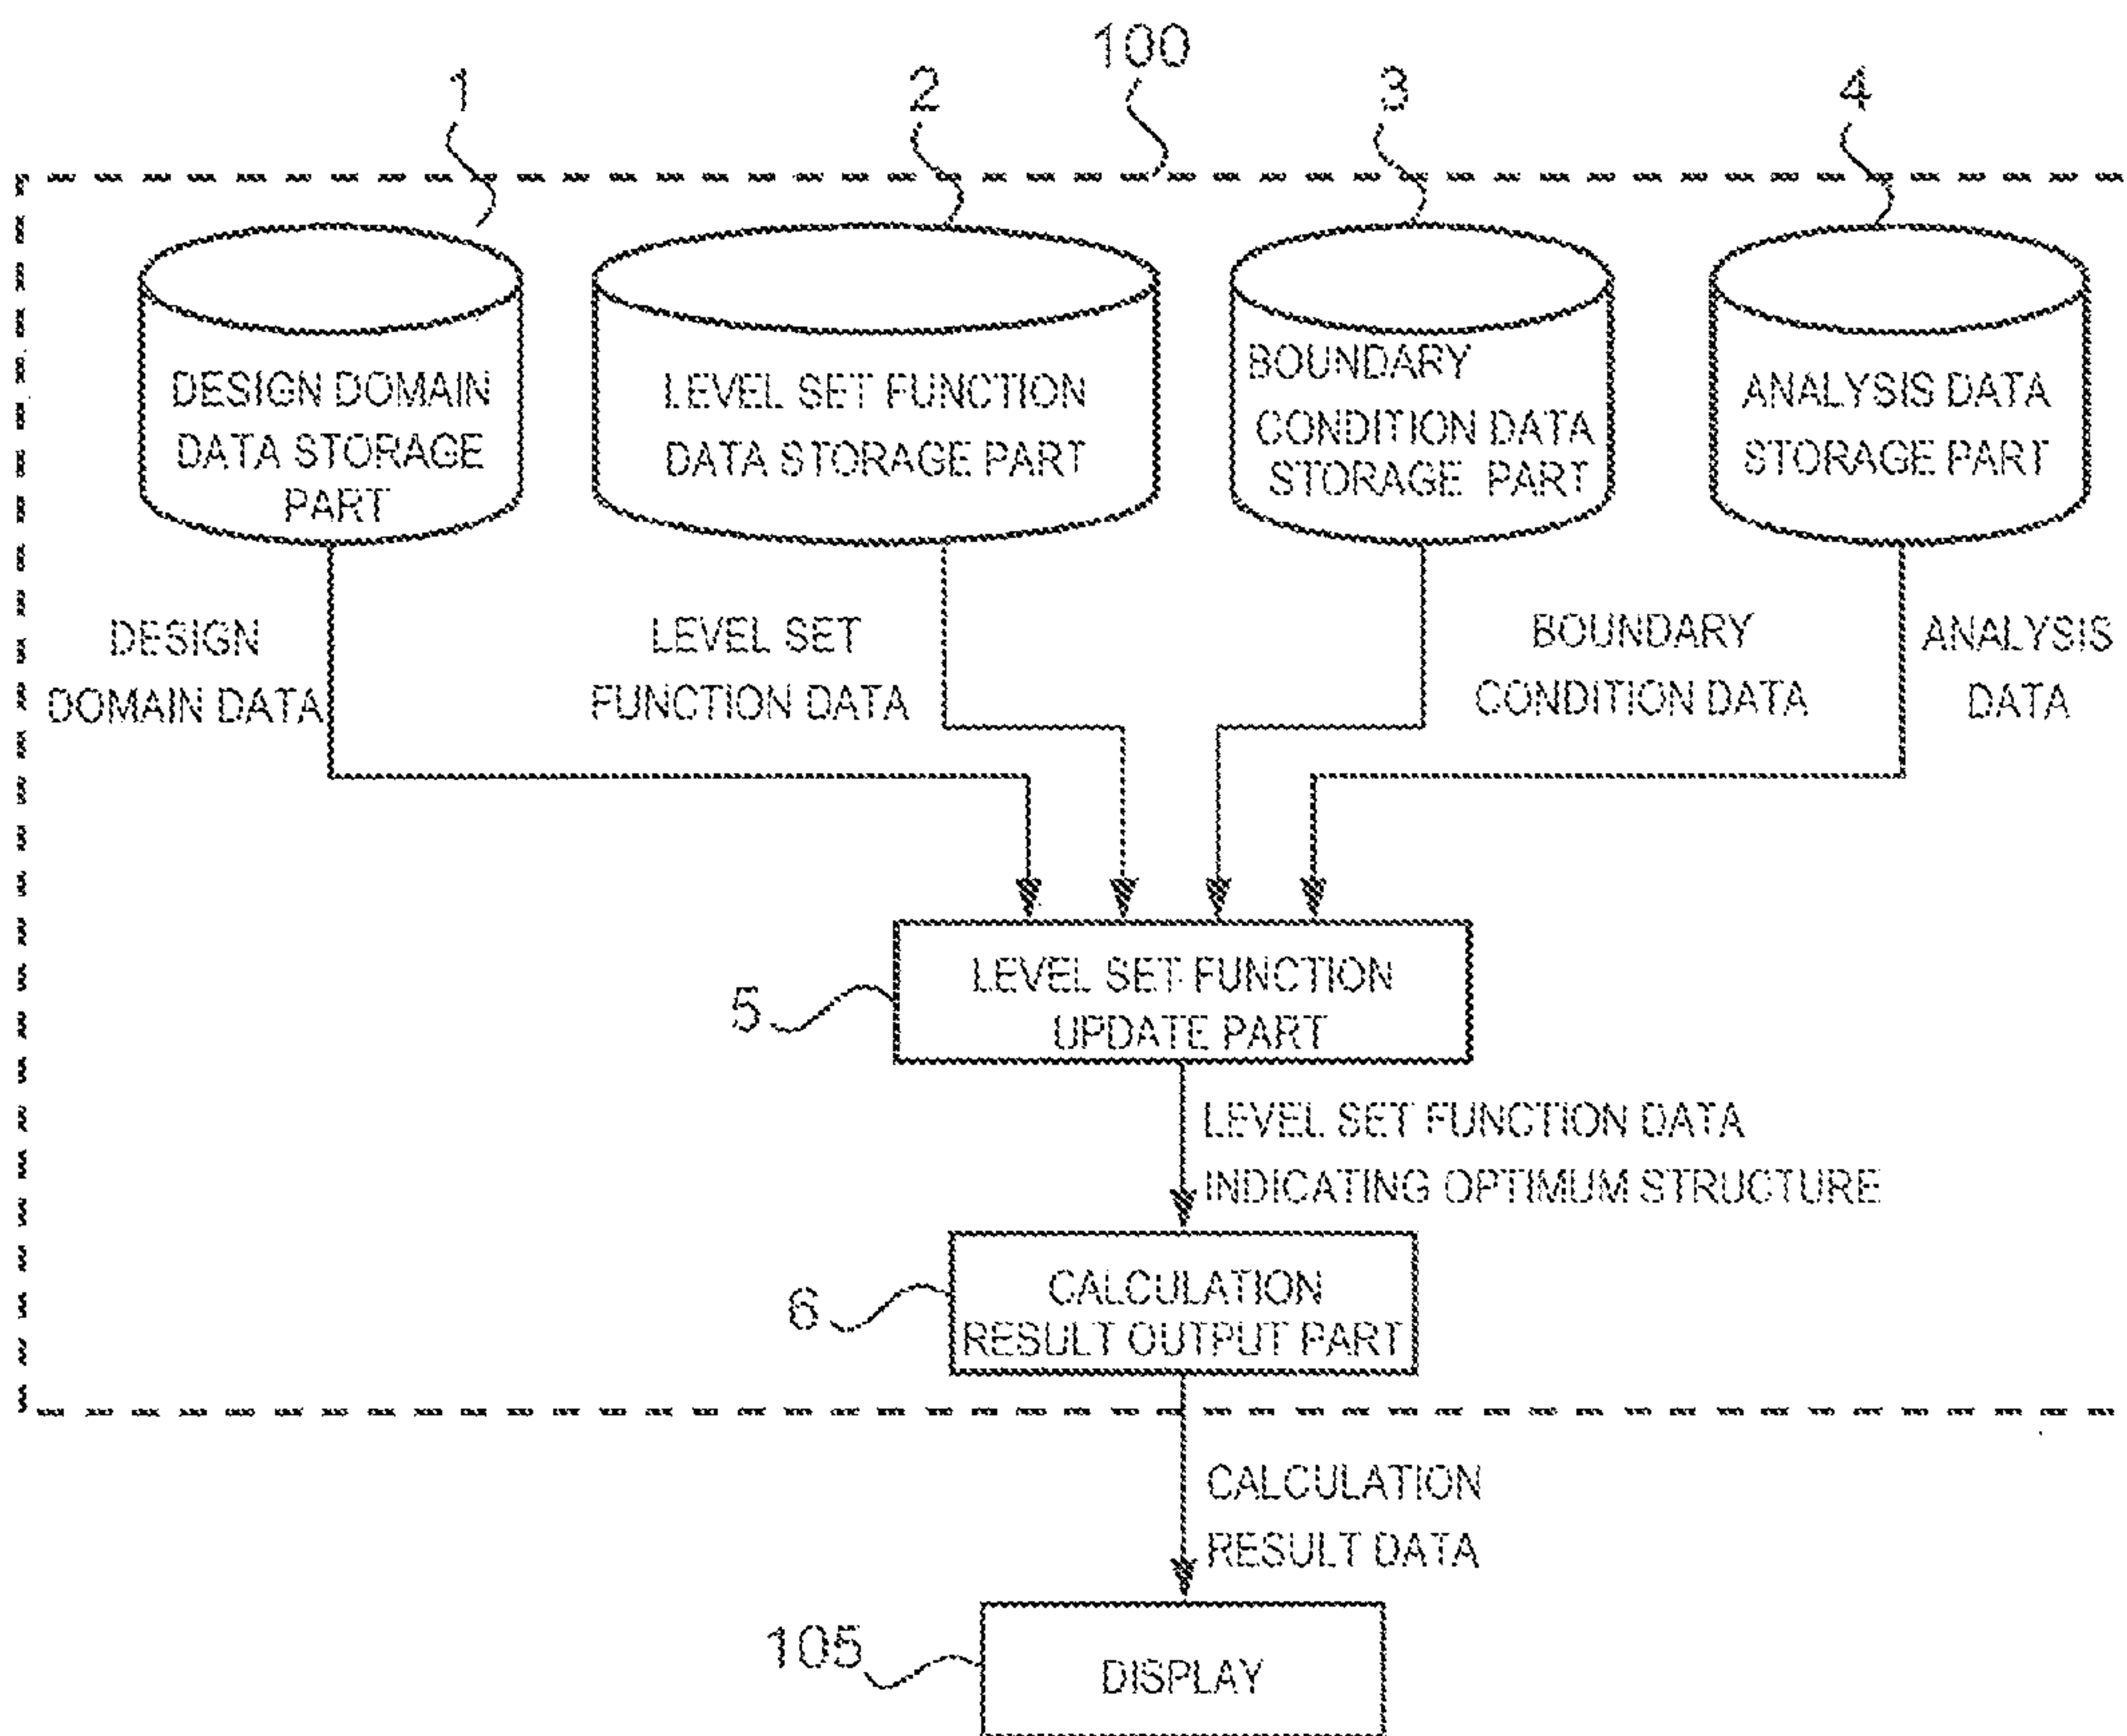 100
1
2
3
4
DESIGN DOMAIN
DATA STORAGE
PART
LEVEL SET FUNCTION
DATA STORAGE PART
BOUNDARY
CONDITION DATA
STORAGE PART
ANALYSIS DATA
STORAGE PART
DESIGN
DOMAIN DATA
LEVEL SET
FUNCTION DATA
BOUNDARY
CONDITION DATA
ANALYSIS
DATA
5
LEVEL SET FUNCTION
UPDATE PART
LEVEL SET FUNCTION DATA
INDICATING OPTIMUM STRUCTURE
6
CALCULATION
RESULT OUTPUT PART
CALCULATION
RESULT DATA
105
DISPLAY